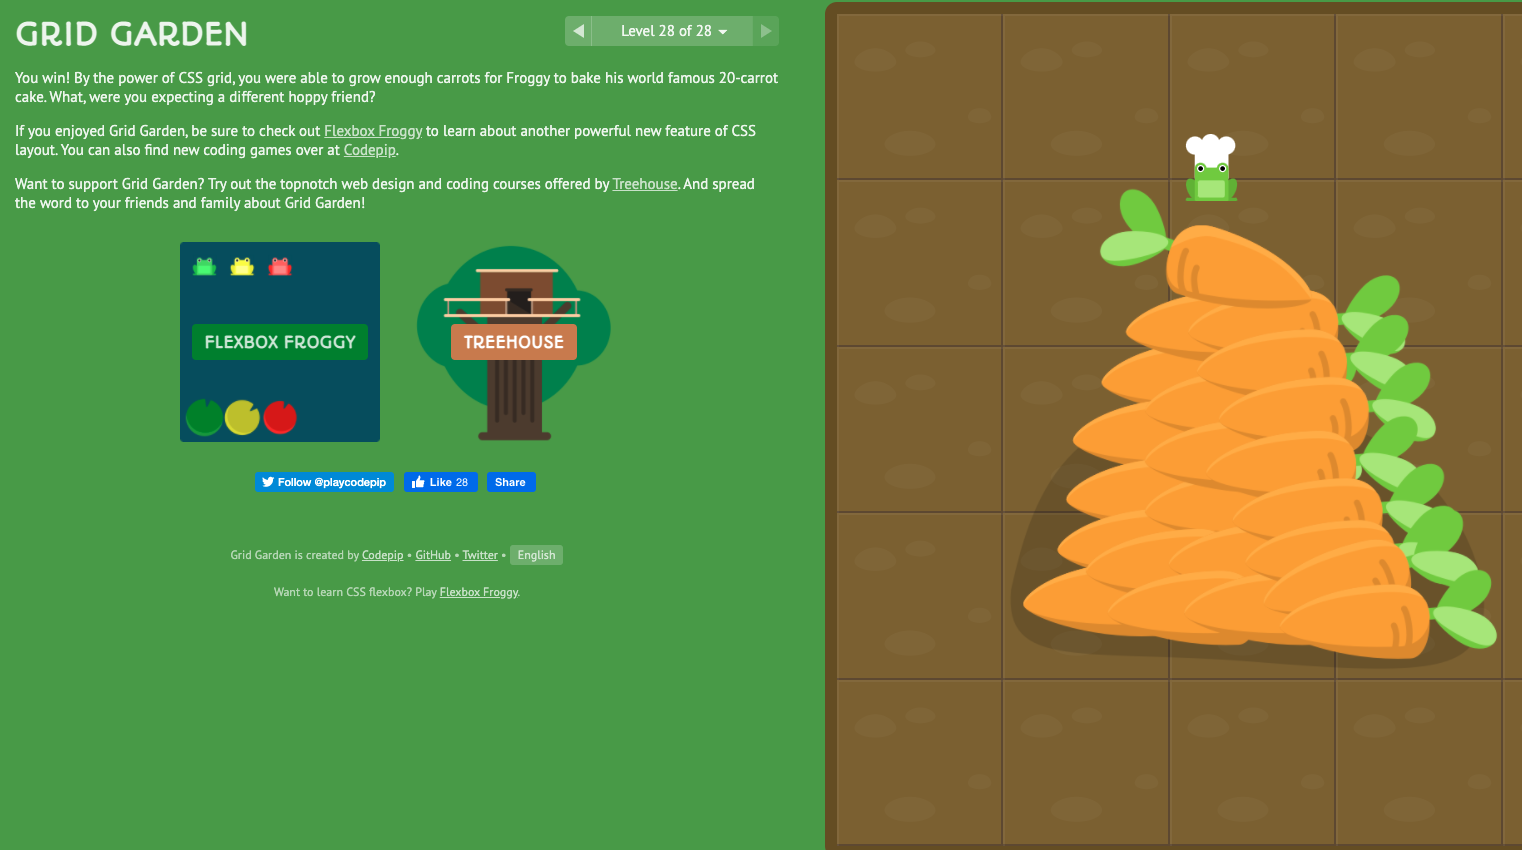 GRID GARDEN
Level 28 of 28
You win! By the power of CSS grid, you were able to grow enough carrots for Froggy to bake his world famous 20-carrot
cake. What, were you expecting a different hoppy friend?
If you enjoyed Grid Garden, be sure to check out Flexbox Froggy to learn about another powerful new feature of CSS
layout. You can also find new coding games over at Codepip.
Want to support Grid Garden? Try out the topnotch web design and coding courses offered by Treehouse. And spread
the word to your friends and family about Grid Garden!
FLEXBOX FROGGY
TREEHOUSE
Follow @playcodepip
Like 28
Share
Grid Garden is created by Codepip • GitHub • Twitter • English
Want to learn CSS flexbox? Play Flexbox Froggy.